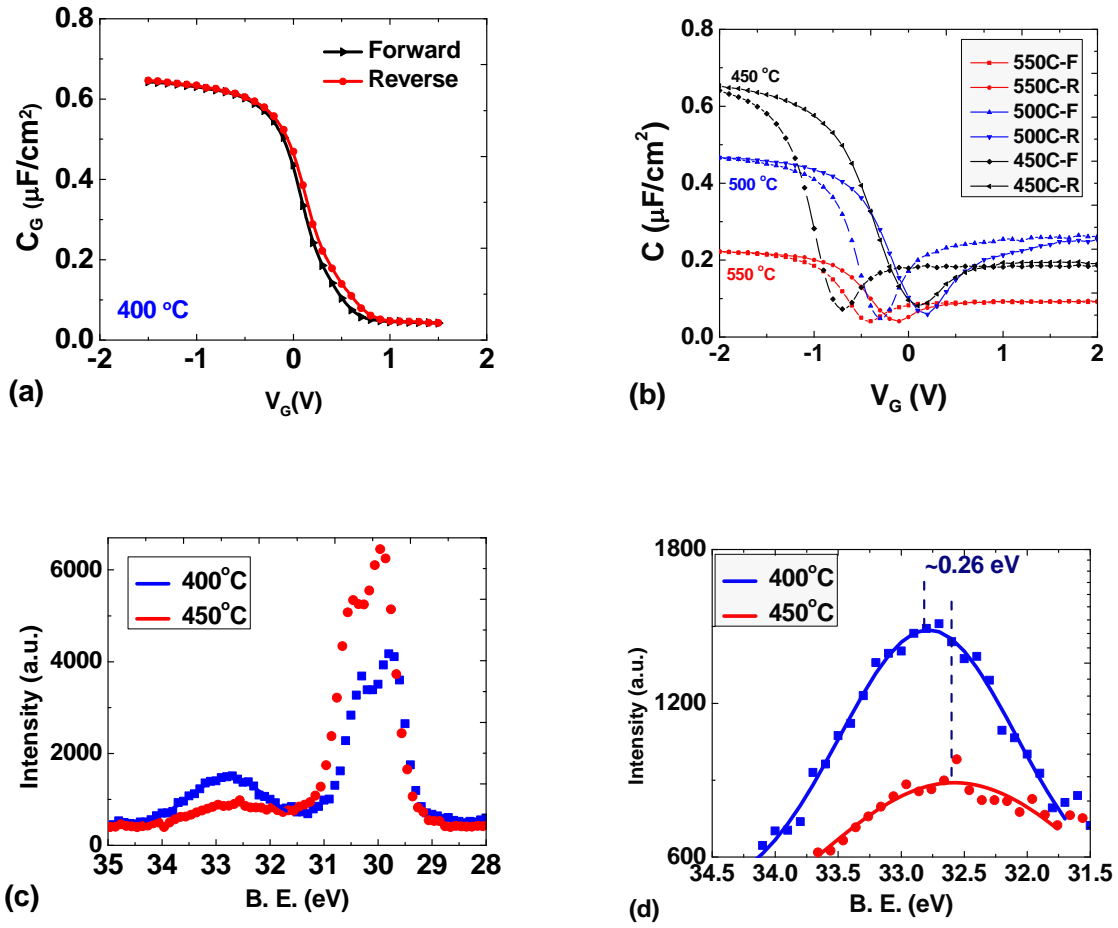 0.8
0.6
0.4
0.2
0.0
C_G (μF/cm²)
Forward
Reverse
400 °C
-2 -1 0 1 2
V_G(V)
(a)
0.8
0.6
0.4
0.2
0.0
C (μF/cm²)
450 °C
500 °C
550 °C
550C-F
550C-R
500C-F
500C-R
450C-F
450C-R
-2 -1 0 1 2
V_G (V)
(b)
6000
4000
2000
0
Intensity (a.u.)
400°C
450°C
35 34 33 32 31 30 29 28
B. E. (eV)
(c)
1800
1500
1200
900
600
Intensity (a.u.)
400°C
450°C
~0.26 eV
34.5 34.0 33.5 33.0 32.5 32.0 31.5
B. E. (eV)
(d)